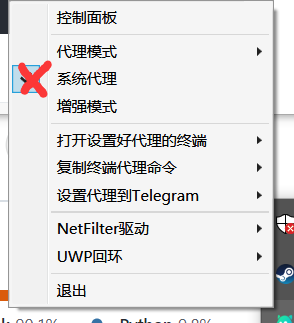 控制面板
代理模式
系统代理
增强模式
打开设置好代理的终端
复制终端代理命令
设置代理到Telegram
NetFilter驱动
UWP回环
退出